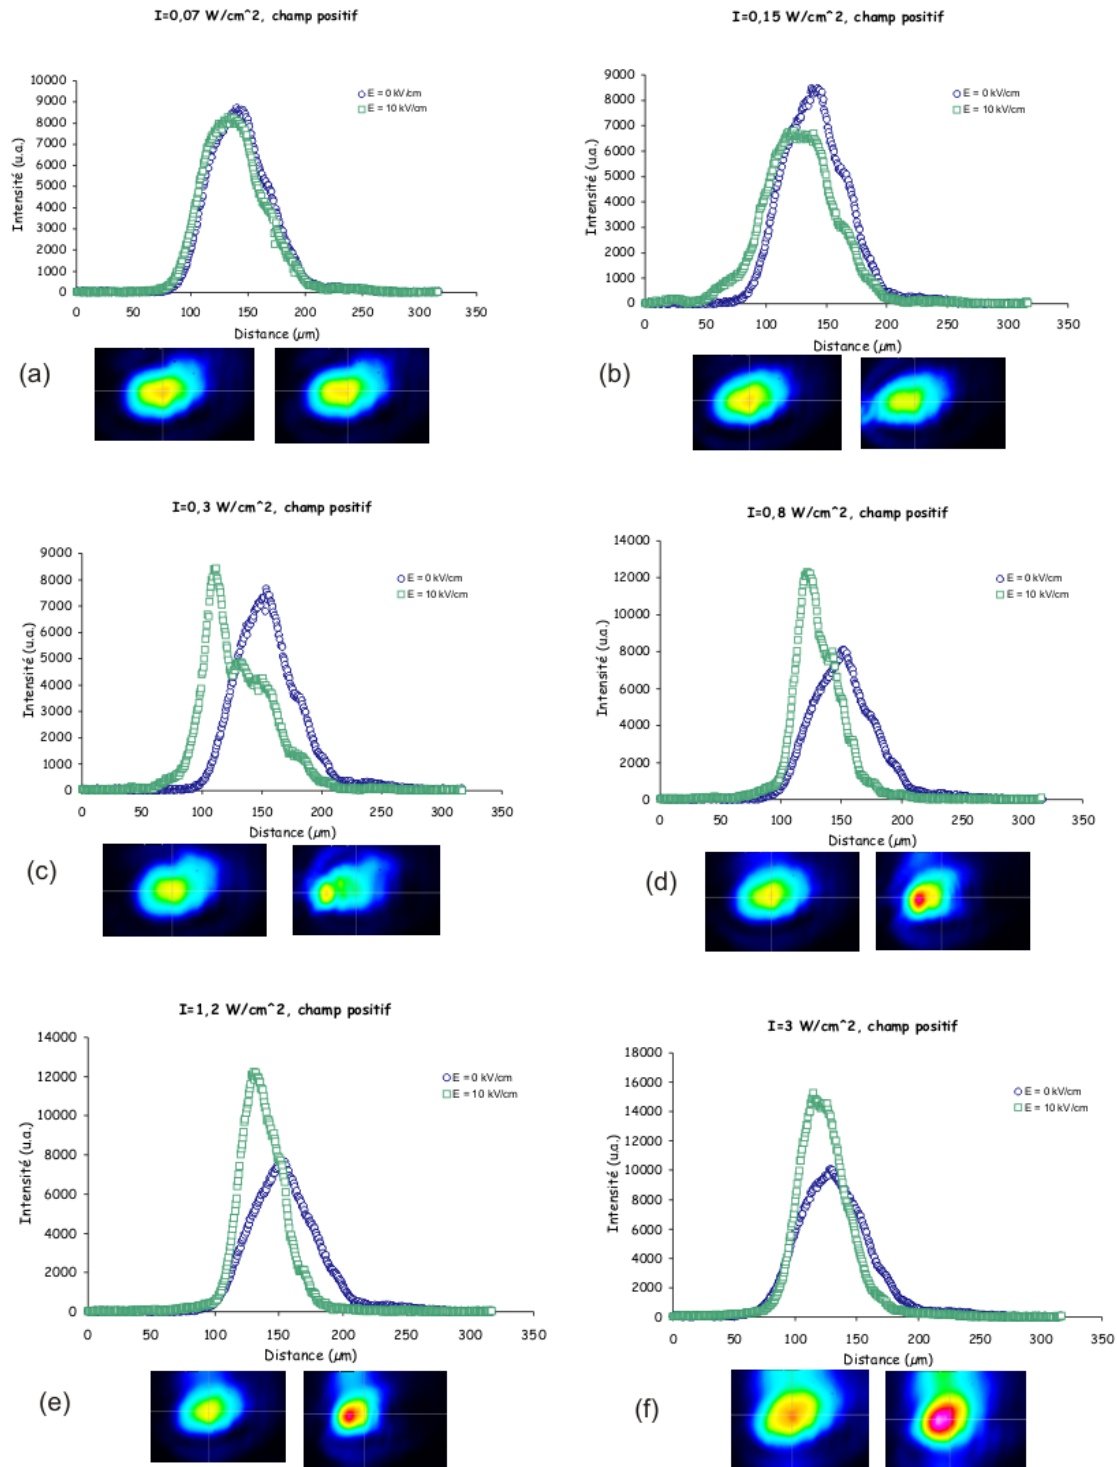 I=0,07 W/cm^2, champ positif
10000
9000
8000
7000
6000
5000
4000
3000
2000
1000
0
Intensité (u.a.)
E = 0 kV/cm
E = 10 kV/cm
0 50 100 150 200 250 300 350
Distance (µm)
(a)
I=0,15 W/cm^2, champ positif
9000
8000
7000
6000
5000
4000
3000
2000
1000
0
Intensité (u.a.)
E = 0 kV/cm
E = 10 kV/cm
0 50 100 150 200 250 300 350
Distance (µm)
(b)
I=0,3 W/cm^2, champ positif
9000
8000
7000
6000
5000
4000
3000
2000
1000
0
Intensité (u.a.)
E = 0 kV/cm
E = 10 kV/cm
0 50 100 150 200 250 300 350
Distance (µm)
(c)
I=0,8 W/cm^2, champ positif
14000
12000
10000
8000
6000
4000
2000
0
Intensité (u.a.)
E = 0 kV/cm
E = 10 kV/cm
0 50 100 150 200 250 300 350
Distance (µm)
(d)
I=1,2 W/cm^2, champ positif
14000
12000
10000
8000
6000
4000
2000
0
Intensité (u.a.)
E = 0 kV/cm
E = 10 kV/cm
0 50 100 150 200 250 300 350
Distance (µm)
(e)
I=3 W/cm^2, champ positif
18000
16000
14000
12000
10000
8000
6000
4000
2000
0
Intensité (u.a.)
E = 0 kV/cm
E = 10 kV/cm
0 50 100 150 200 250 300 350
Distance (µm)
(f)